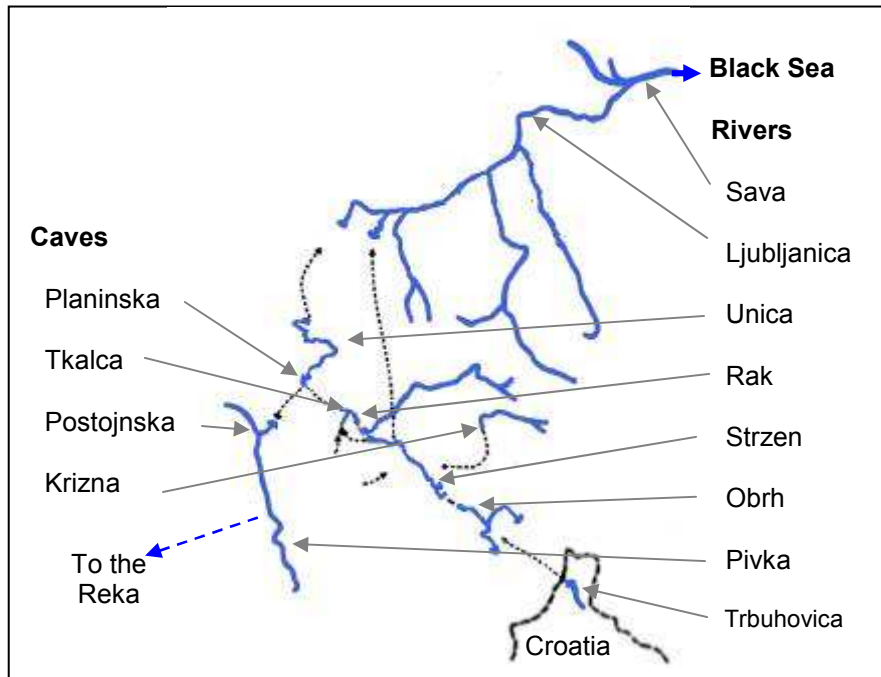 Black Sea
Rivers
Sava
Ljubljanica
Unica
Rak
Strzen
Obrh
Pivka
Trbuhovica
Caves
Planinska
Tkalca
Postojnska
Krizna
To the
Reka
Croatia